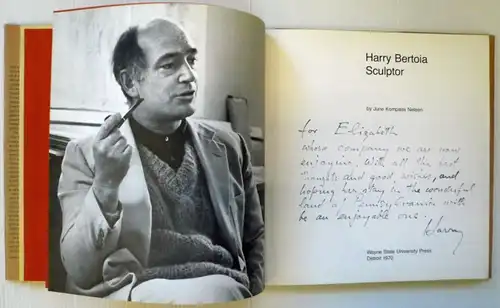 Harry Bertoia
Sculptor
by June Kompass Nelson
for Elizabeth
whose company we are now
enjoying. With all the best
thoughts and good wishes, and
hoping her stay in the wonderful
land of Pennsylvania will
be an enjoyable one.
Harry
Wayne State University Press
Detroit 1970